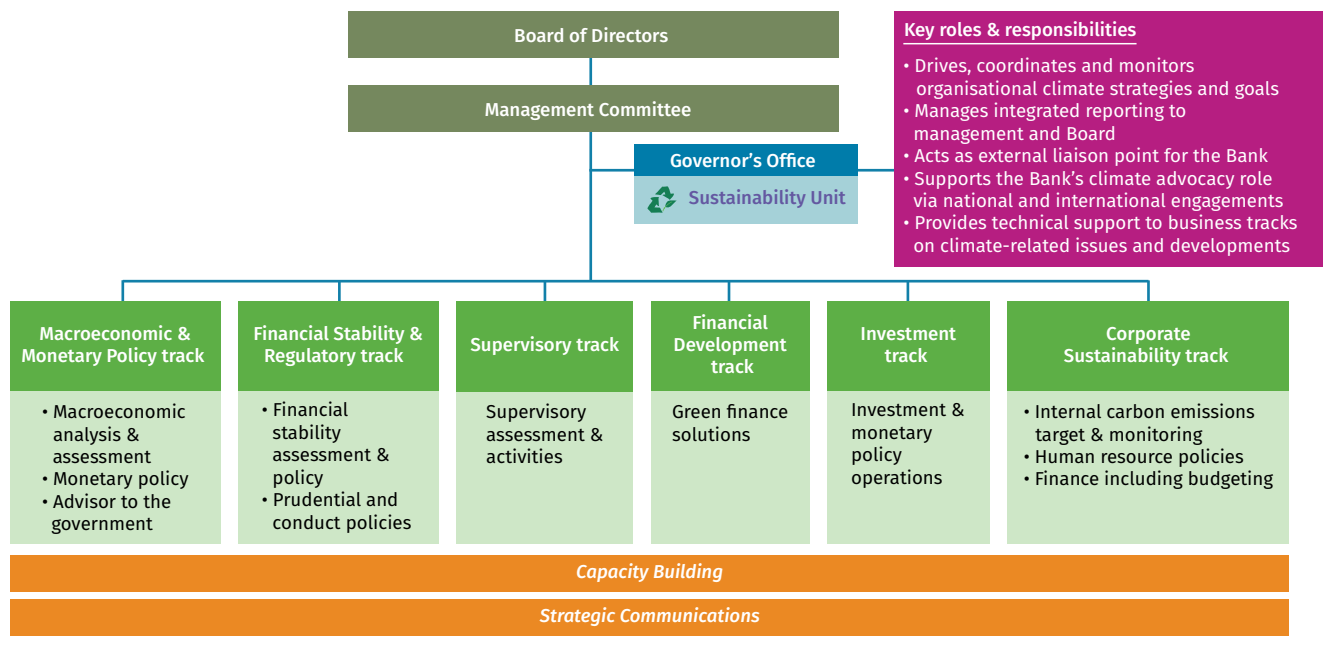 Board of Directors
Management Committee
Governor’s Office
Sustainability Unit
Key roles & responsibilities
• Drives, coordinates and monitors
organisational climate strategies and goals
• Manages integrated reporting to
management and Board
• Acts as external liaison point for the Bank
• Supports the Bank’s climate advocacy role
via national and international engagements
• Provides technical support to business tracks
on climate-related issues and developments
Macroeconomic &
Monetary Policy track
• Macroeconomic
analysis &
assessment
• Monetary policy
• Advisor to the
government
Financial Stability &
Regulatory track
• Financial
stability
assessment &
policy
• Prudential and
conduct policies
Supervisory track
Supervisory
assessment &
activities
Financial
Development
track
Green finance
solutions
Investment
track
Investment &
monetary
policy
operations
Corporate
Sustainability track
• Internal carbon emissions
target & monitoring
• Human resource policies
• Finance including budgeting
Capacity Building
Strategic Communications